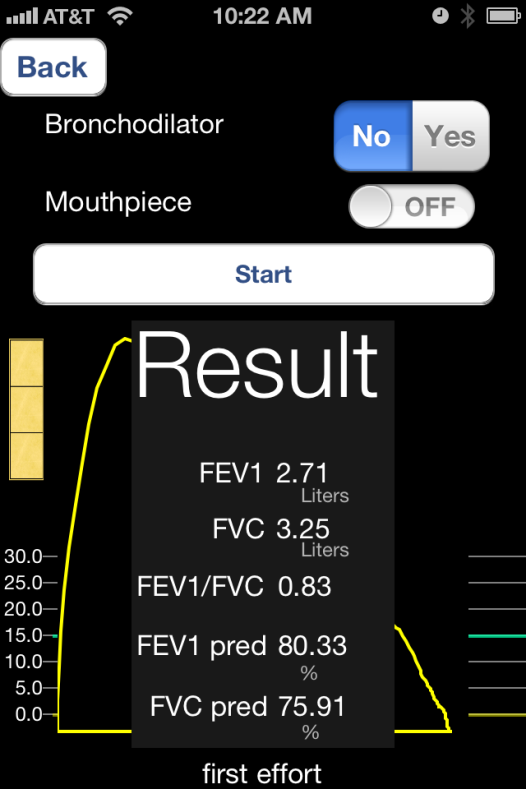 AT&T 10:22 AM
Back
Bronchodilator No Yes
Mouthpiece OFF
Start
Result
FEV1 2.71
Liters
FVC 3.25
Liters
FEV1/FVC 0.83
FEV1 pred 80.33
%
FVC pred 75.91
%
30.0
25.0
20.0
15.0
10.0
5.0
0.0
first effort